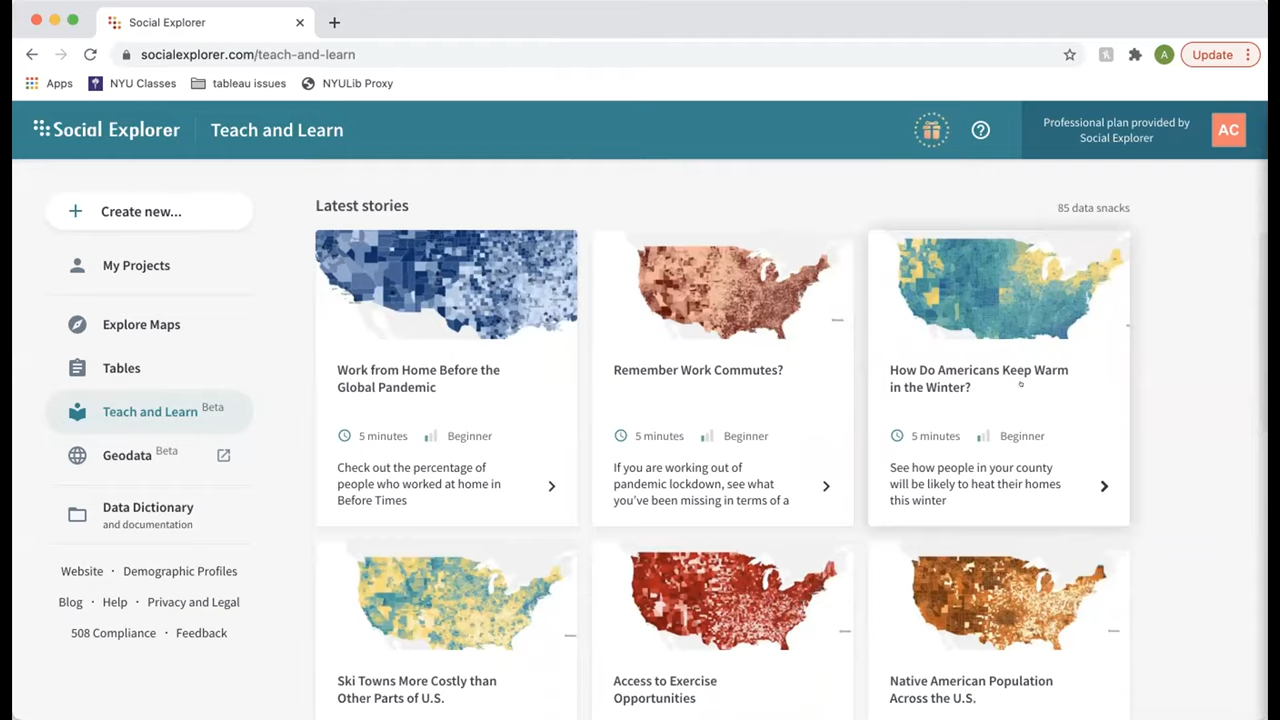 Social Explorer
socialexplorer.com/teach-and-learn
A
Update
Apps
NYU Classes
tableau issues
NYULib Proxy
Social Explorer
Teach and Learn
Professional plan provided by
Social Explorer
AC
Create new...
My Projects
Explore Maps
Tables
Teach and Learn Beta
Geodata Beta
Data Dictionary
and documentation
Website · Demographic Profiles
Blog · Help · Privacy and Legal
508 Compliance · Feedback
Latest stories
85 data snacks
Work from Home Before the
Global Pandemic
5 minutes
Beginner
Check out the percentage of
people who worked at home in
Before Times
Remember Work Commutes?
5 minutes
Beginner
If you are working out of
pandemic lockdown, see what
you've been missing in terms of a
How Do Americans Keep Warm
in the Winter?
5 minutes
Beginner
See how people in your county
will be likely to heat their homes
this winter
Ski Towns More Costly than
Other Parts of U.S.
Access to Exercise
Opportunities
Native American Population
Across the U.S.